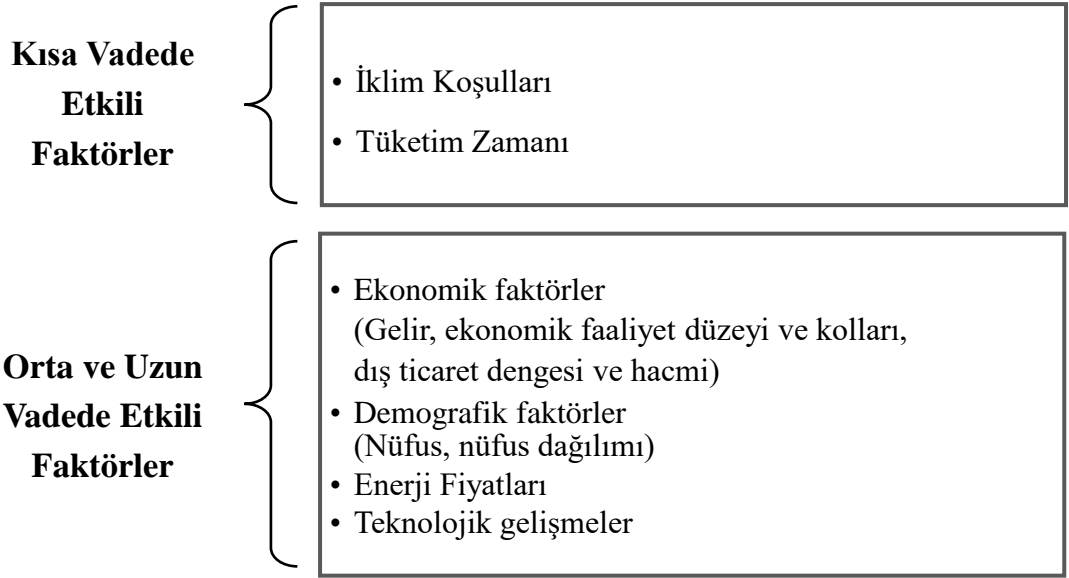 Kısa Vadede
Etkili
Faktörler
• İklim Koşulları
• Tüketim Zamanı
Orta ve Uzun
Vadede Etkili
Faktörler
• Ekonomik faktörler
(Gelir, ekonomik faaliyet düzeyi ve kolları,
dış ticaret dengesi ve hacmi)
• Demografik faktörler
(Nüfus, nüfus dağılımı)
• Enerji Fiyatları
• Teknolojik gelişmeler